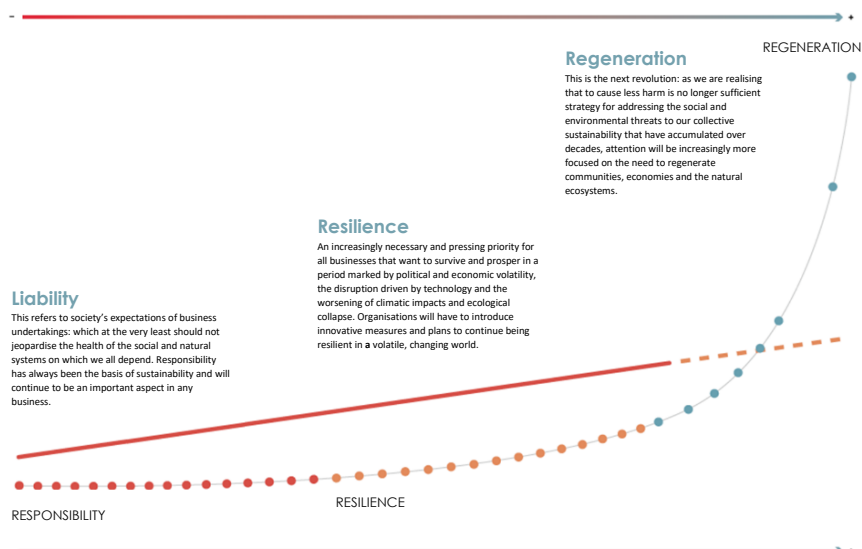 - +
REGENERATION
Regeneration
This is the next revolution: as we are realising
that to cause less harm is no longer sufficient
strategy for addressing the social and
environmental threats to our collective
sustainability that have accumulated over
decades, attention will be increasingly more
focused on the need to regenerate
communities, economies and the natural
ecosystems.
Resilience
An increasingly necessary and pressing priority for
all businesses that want to survive and prosper in a
period marked by political and economic volatility,
the disruption driven by technology and the
worsening of climatic impacts and ecological
collapse. Organisations will have to introduce
innovative measures and plans to continue being
resilient in a volatile, changing world.
Liability
This refers to society's expectations of business
undertakings: which at the very least should not
jeopardise the health of the social and natural
systems on which we all depend. Responsibility
has always been the basis of sustainability and will
continue to be an important aspect in any
business.
RESILIENCE
RESPONSIBILITY